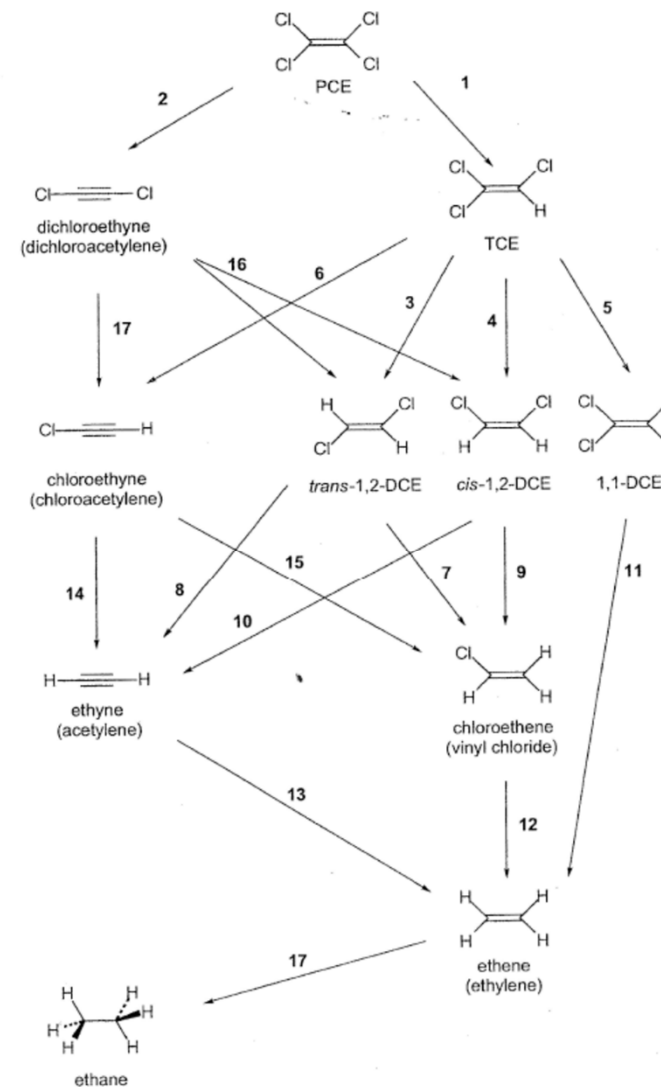 Cl Cl
Cl Cl
PCE
2
1
Cl Cl
dichloroethyne
(dichloroacetylene)
Cl Cl
Cl H
TCE
16
6
3
4
5
17
Cl H
chloroethyne
(chloroacetylene)
H Cl
Cl H
trans-1,2-DCE
Cl Cl
H H
cis-1,2-DCE
Cl
Cl
1,1-DCE
15
14
8
10
7
9
11
H H
ethyne
(acetylene)
Cl H
H H
chloroethene
(vinyl chloride)
13
12
H H
H H
ethene
(ethylene)
17
H H
H H
H H
ethane